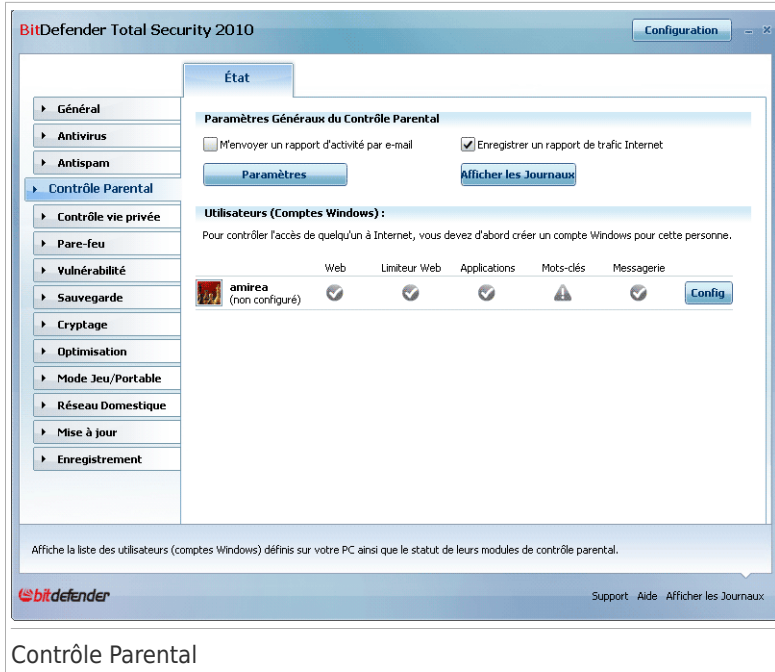 BitDefender Total Security 2010
Configuration
État
Général
Antivirus
Antispam
Contrôle Parental
Contrôle vie privée
Pare-feu
Vulnérabilité
Sauvegarde
Cryptage
Optimisation
Mode Jeu/Portable
Réseau Domestique
Mise à jour
Enregistrement
Paramètres Généraux du Contrôle Parental
M'envoyer un rapport d'activité par e-mail
Enregistrer un rapport de trafic Internet
Paramètres
Afficher les Journaux
Utilisateurs (Comptes Windows) :
Pour contrôler l'accès de quelqu'un à Internet, vous devez d'abord créer un compte Windows pour cette personne.
Web Limiteur Web Applications Mots-clés Messagerie
amirea
(non configuré)
Config
Affiche la liste des utilisateurs (comptes Windows) définis sur votre PC ainsi que le statut de leurs modules de contrôle parental.
bitdefender
Support Aide Afficher les Journaux
Contrôle Parental